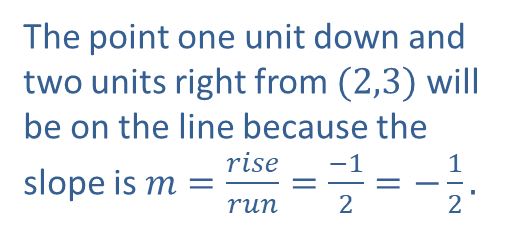 The point one unit down and
two units right from (2,3) will
be on the line because the
slope is m = rise/run = −1/2 = −1/2.